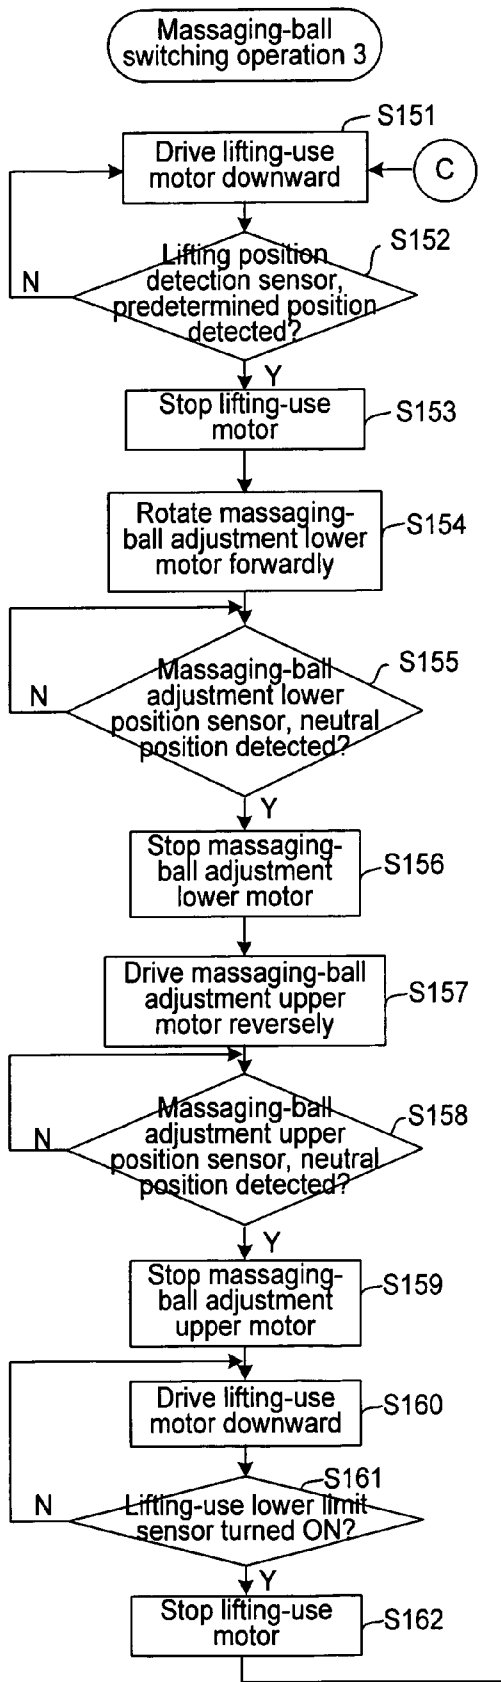 Massaging-ball
switching operation 3
S151
Drive lifting-use
motor downward
C
S152
Lifting position
detection sensor,
predetermined position
detected?
N
Y
Stop lifting-use
motor
S153
Rotate massaging-
ball adjustment lower
motor forwardly
S154
S155
Massaging-ball
adjustment lower
position sensor, neutral
position detected?
N
Y
Stop massaging-
ball adjustment
lower motor
S156
Drive massaging-ball
adjustment upper
motor reversely
S157
Massaging-ball
adjustment upper
position sensor, neutral
position detected?
S158
N
Y
Stop massaging-
ball adjustment
upper motor
S159
Drive lifting-use
motor downward
S160
S161
Lifting-use lower limit
sensor turned ON?
N
Y
Stop lifting-use
motor
S162